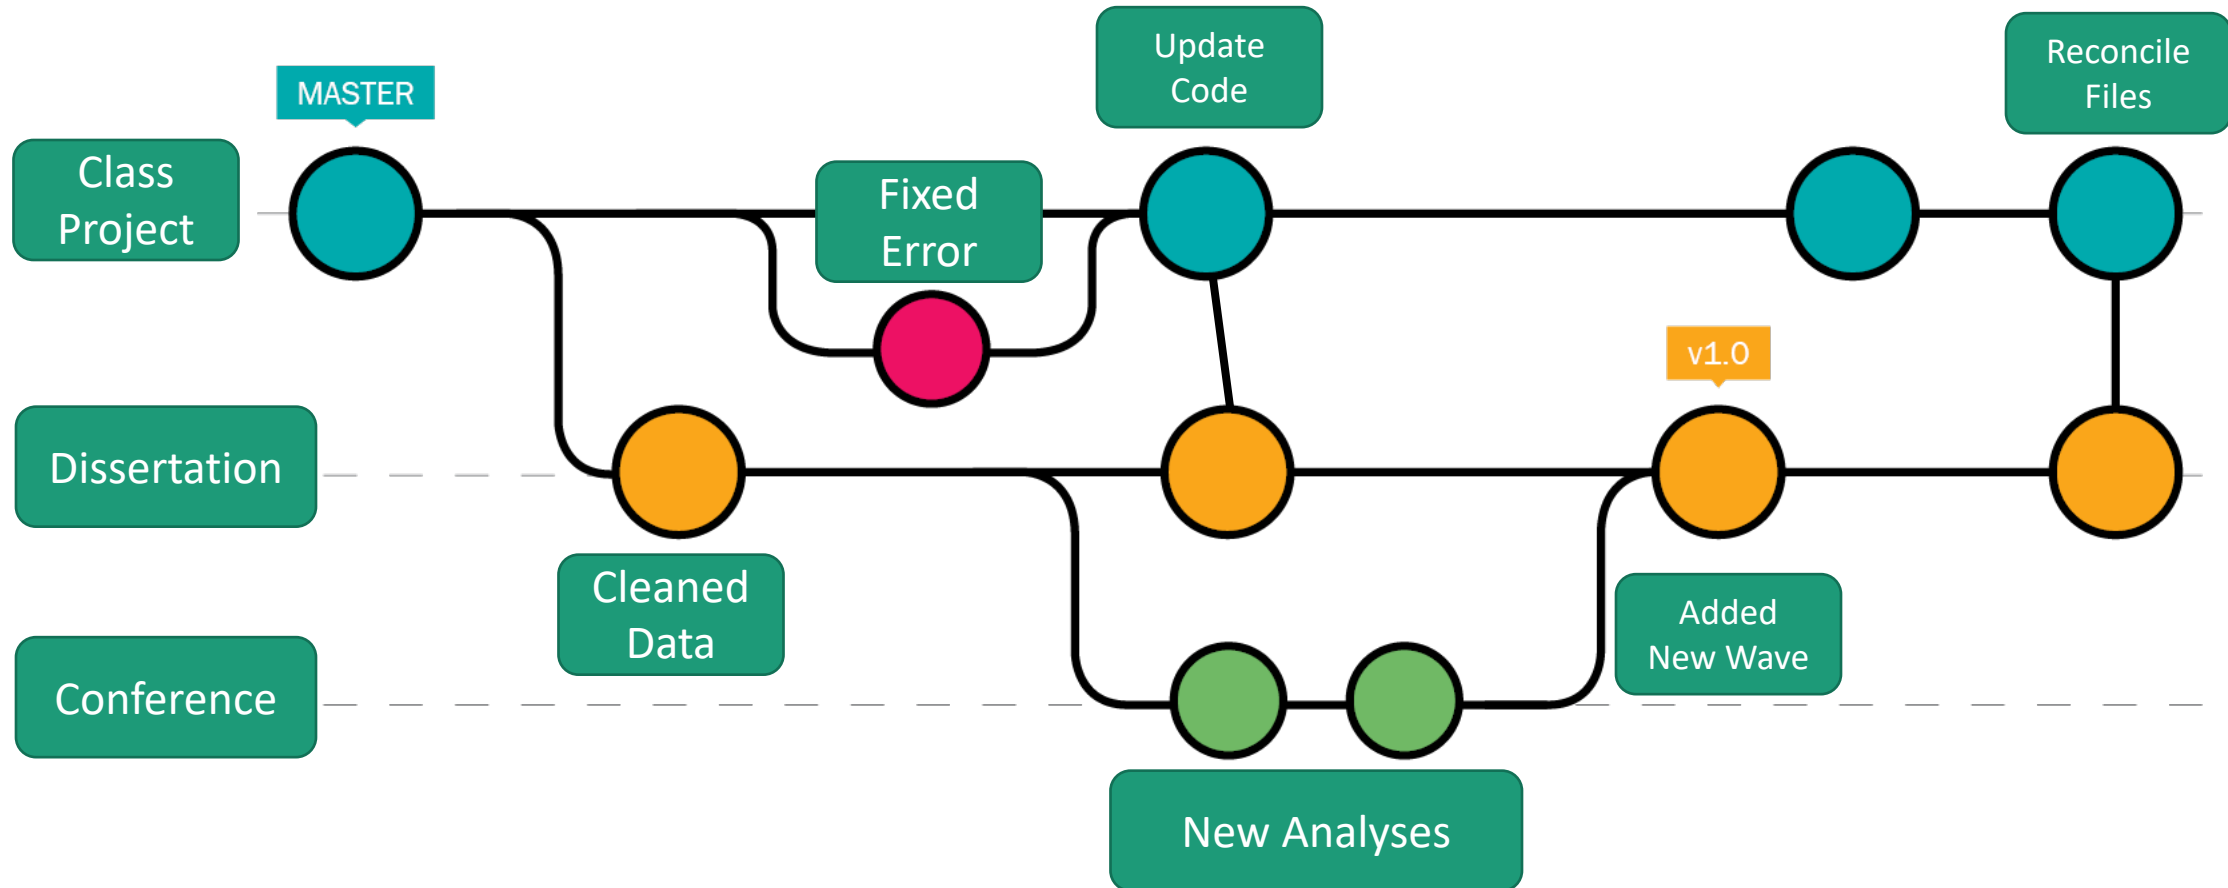 Update
Code
Reconcile
Files
MASTER
Class
Project
Fixed
Error
v1.0
Dissertation
Cleaned
Data
Added
New Wave
Conference
New Analyses